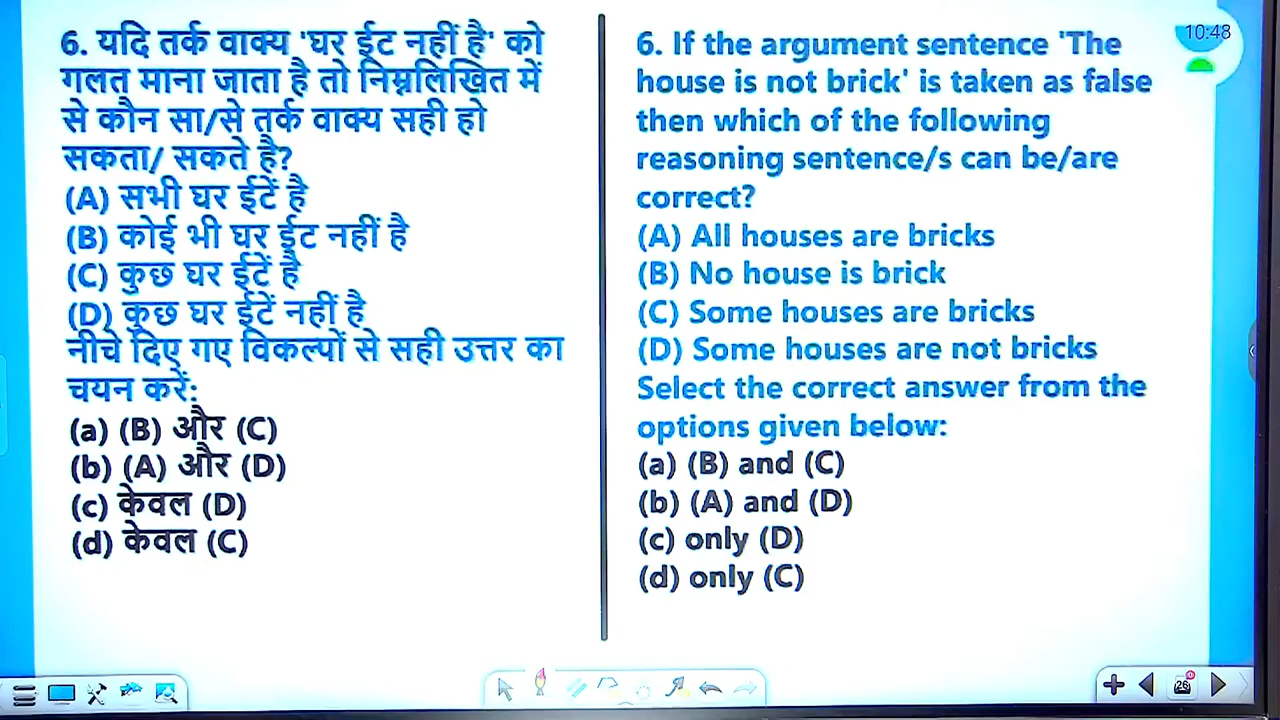 6. यदि तर्क वाक्य 'घर ईट नहीं है' को
गलत माना जाता है तो निम्नलिखित में
से कौन सा/से तर्क वाक्य सही हो
सकता/ सकते है?
(A) सभी घर ईटें है
(B) कोई भी घर ईट नहीं है
(C) कुछ घर ईटें है
(D) कुछ घर ईटें नहीं है
नीचे दिए गए विकल्पों से सही उत्तर का
चयन करें:
(a) (B) और (C)
(b) (A) और (D)
(c) केवल (D)
(d) केवल (C)
6. If the argument sentence 'The
house is not brick' is taken as false
then which of the following
reasoning sentence/s can be/are
correct?
(A) All houses are bricks
(B) No house is brick
(C) Some houses are bricks
(D) Some houses are not bricks
Select the correct answer from the
options given below:
(a) (B) and (C)
(b) (A) and (D)
(c) only (D)
(d) only (C)
10:48
26